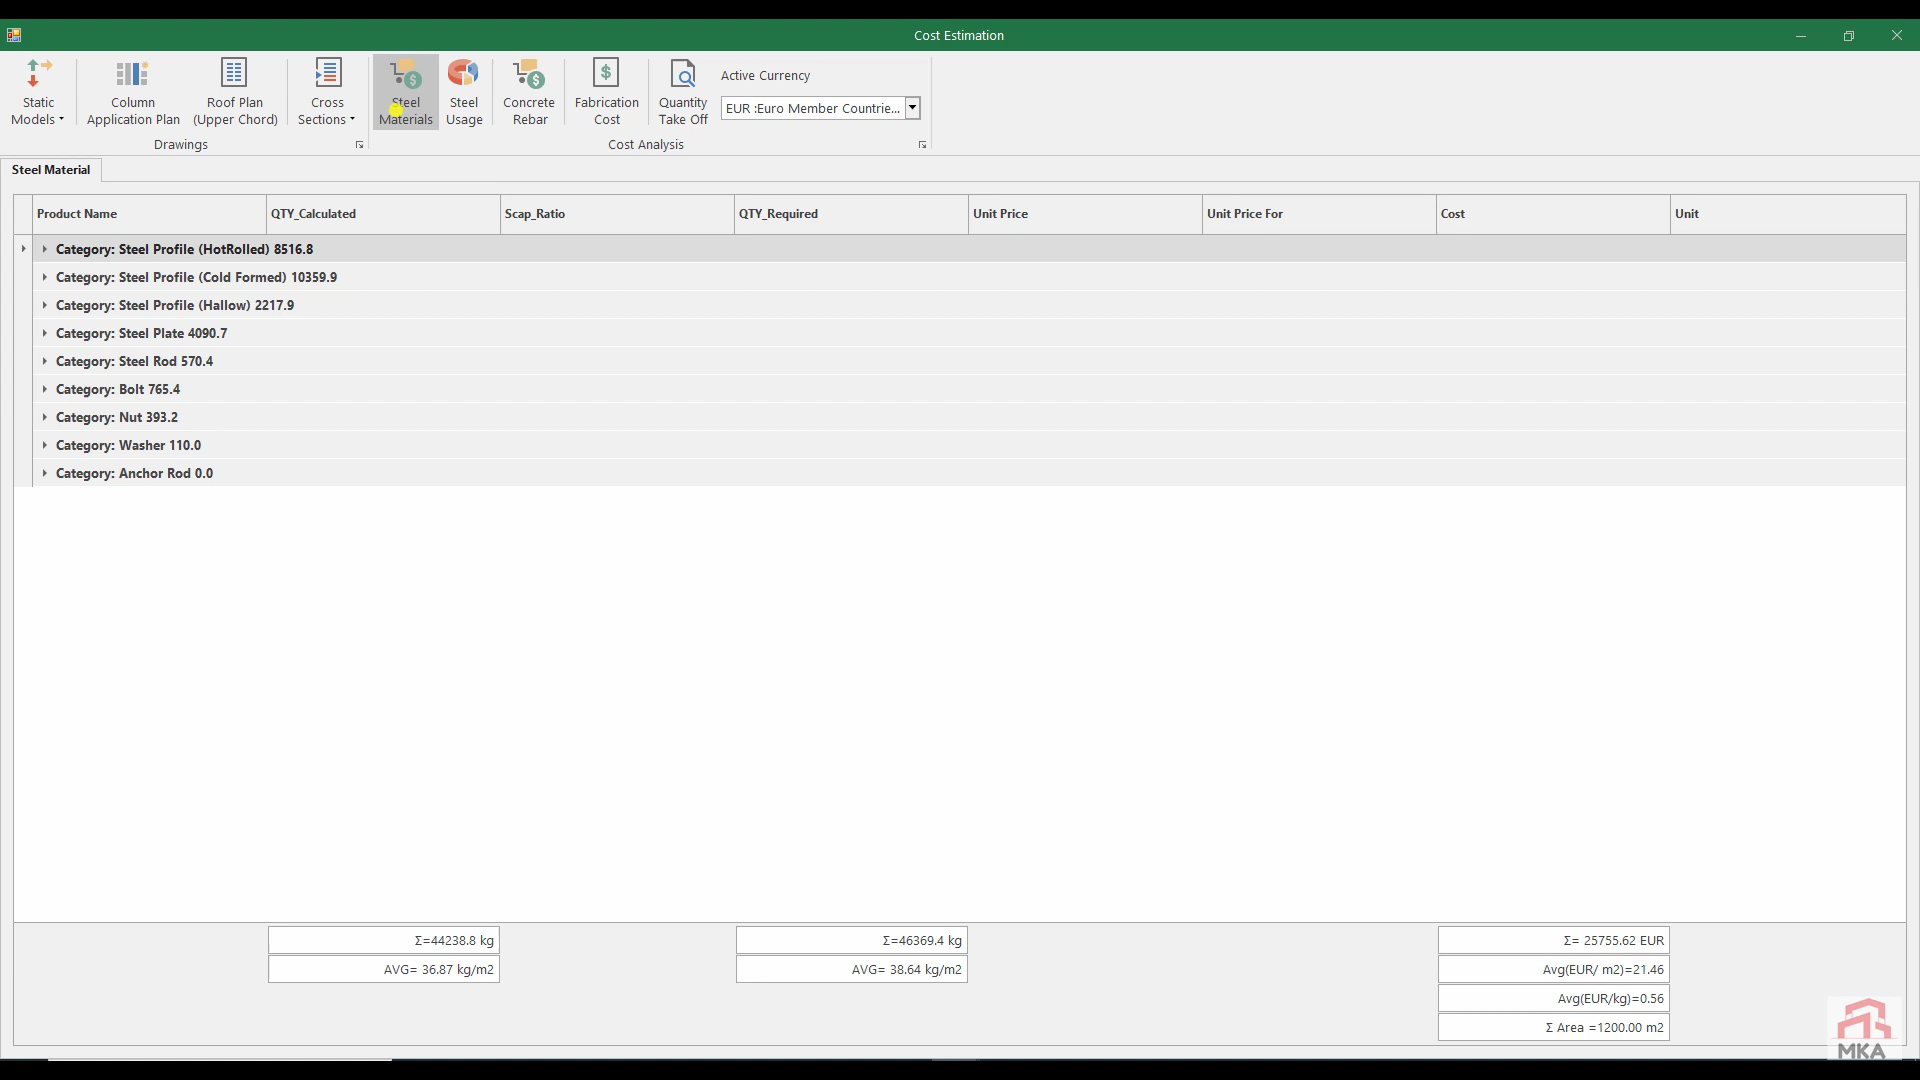 Cost Estimation
Static
Models
Column
Application Plan
Roof Plan
(Upper Chord)
Cross
Sections
Steel
Materials
Steel
Usage
Concrete
Rebar
Fabrication
Cost
Quantity
Take Off
Active Currency
EUR :Euro Member Countrie...
Drawings
Cost Analysis
Steel Material
Product Name QTY_Calculated Scap_Ratio QTY_Required Unit Price Unit Price For Cost Unit
Category: Steel Profile (HotRolled) 8516.8
Category: Steel Profile (Cold Formed) 10359.9
Category: Steel Profile (Hallow) 2217.9
Category: Steel Plate 4090.7
Category: Steel Rod 570.4
Category: Bolt 765.4
Category: Nut 393.2
Category: Washer 110.0
Category: Anchor Rod 0.0
Σ=44238.8 kg Σ=46369.4 kg Σ= 25755.62 EUR
AVG= 36.87 kg/m2 AVG= 38.64 kg/m2 Avg(EUR/ m2)=21.46
Avg(EUR/kg)=0.56
Σ Area =1200.00 m2
MKA